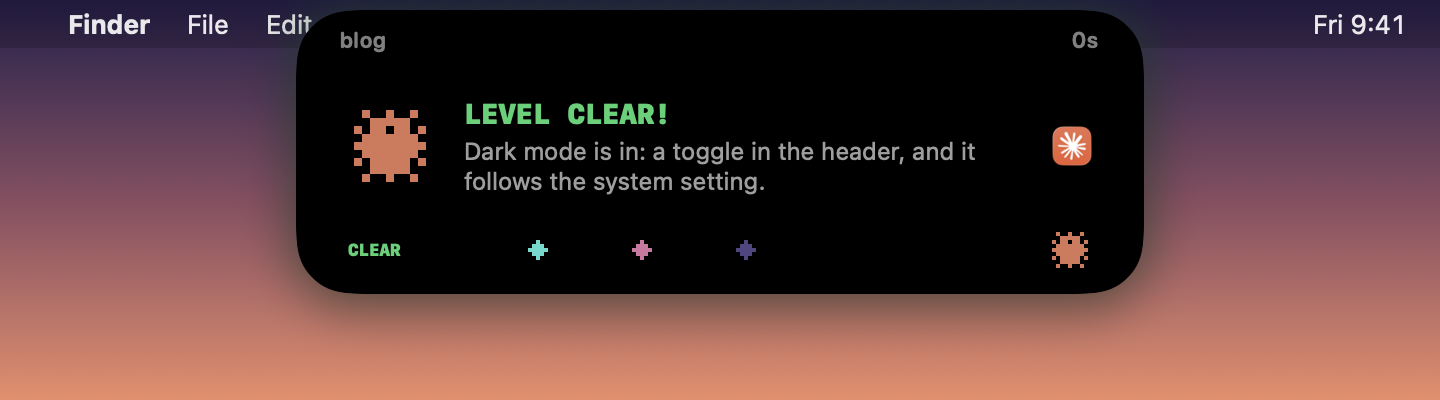 Finder File Edit Fri 9:41
blog 0s
LEVEL CLEAR!
Dark mode is in: a toggle in the header, and it
follows the system setting.
CLEAR